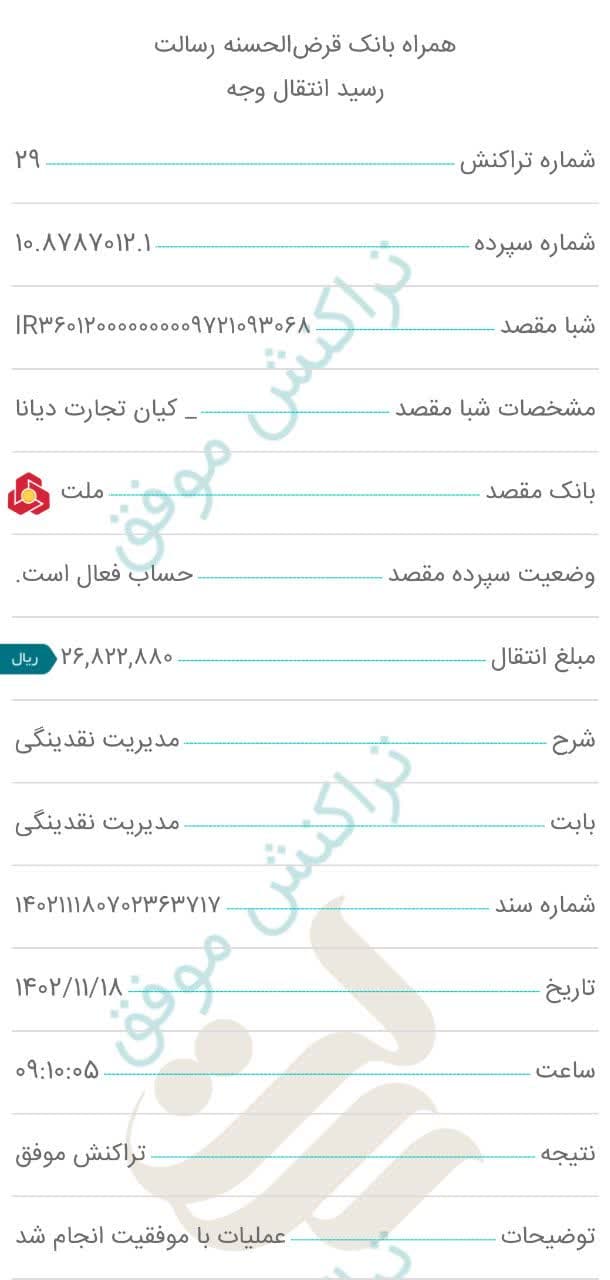 همراه بانک قرض‌الحسنه رسالت
رسید انتقال وجه
شماره تراکنش ۲۹
شماره سپرده ۱۰.۸۷۸۷۰۱۲.۱
شبا مقصد IR۳۶۰۱۲۰۰۰۰۰۰۰۰۰۹۷۲۱۰۹۳۰۶۸
مشخصات شبا مقصد _ کیان تجارت دیانا
بانک مقصد ملت
وضعیت سپرده مقصد حساب فعال است.
مبلغ انتقال ۲۶,۸۲۲,۸۸۰ ریال
شرح مدیریت نقدینگی
بابت مدیریت نقدینگی
شماره سند ۱۴۰۲۱۱۱۸۰۷۰۲۳۶۳۷۱۷
تاریخ ۱۴۰۲/۱۱/۱۸
ساعت ۰۹:۱۰:۰۵
نتیجه تراکنش موفق
توضیحات عملیات با موفقیت انجام شد
تراکنش موفق
تراکنش موفق